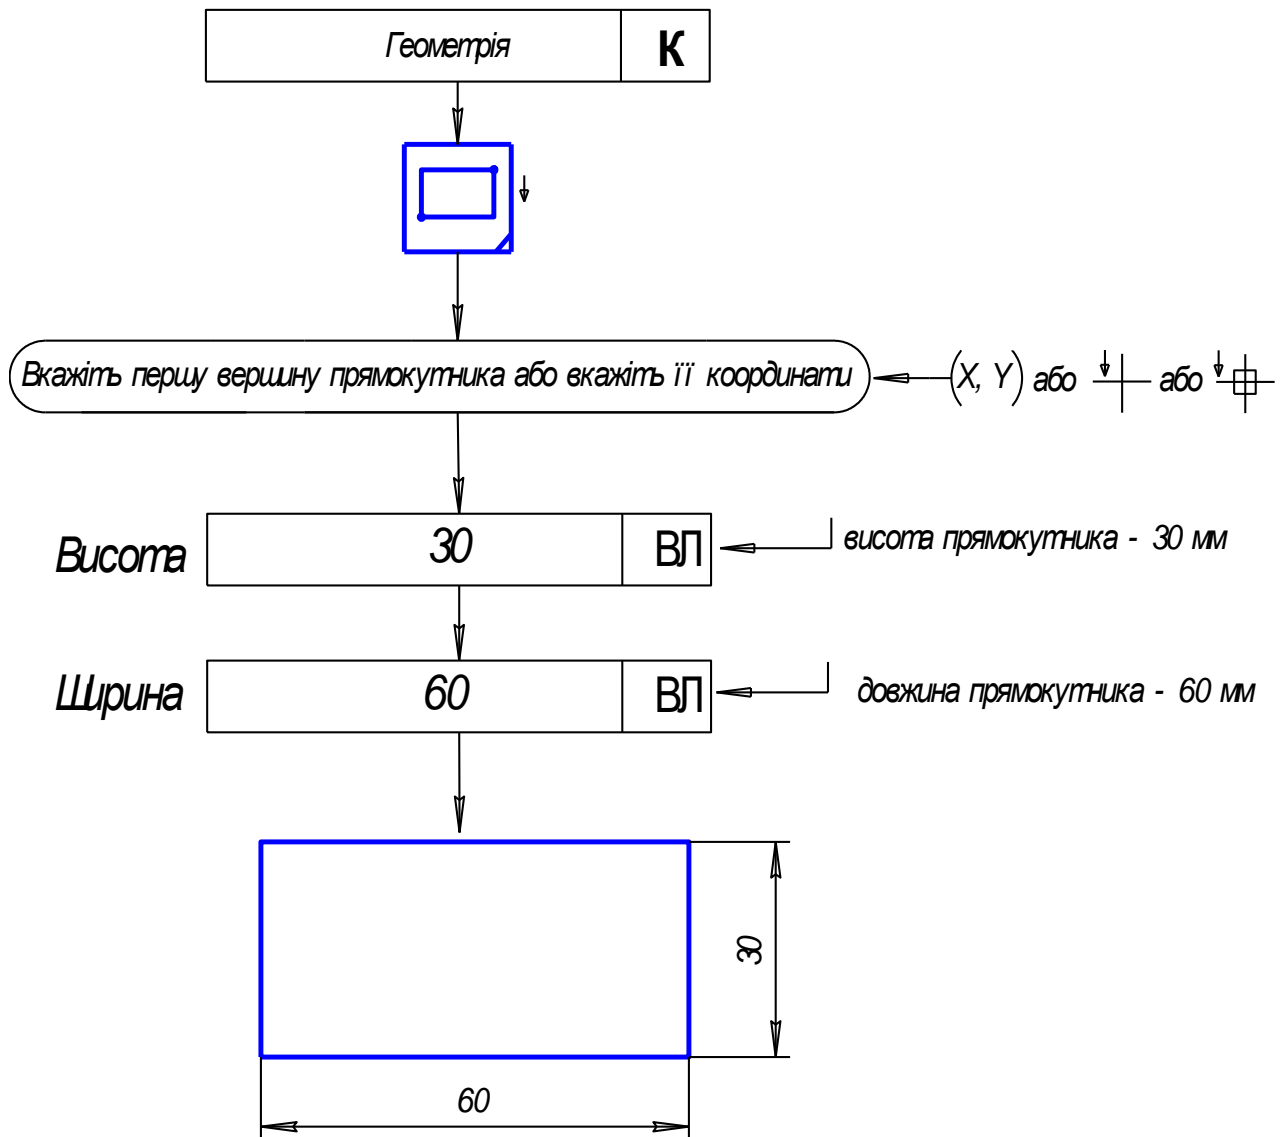 Геометрія К
Вкажіть першу вершину прямокутника або вкажіть її координати (X, Y) або або
Висота 30 ВЛ висота прямокутника - 30 мм
Ширина 60 ВЛ довжина прямокутника - 60 мм
30
60